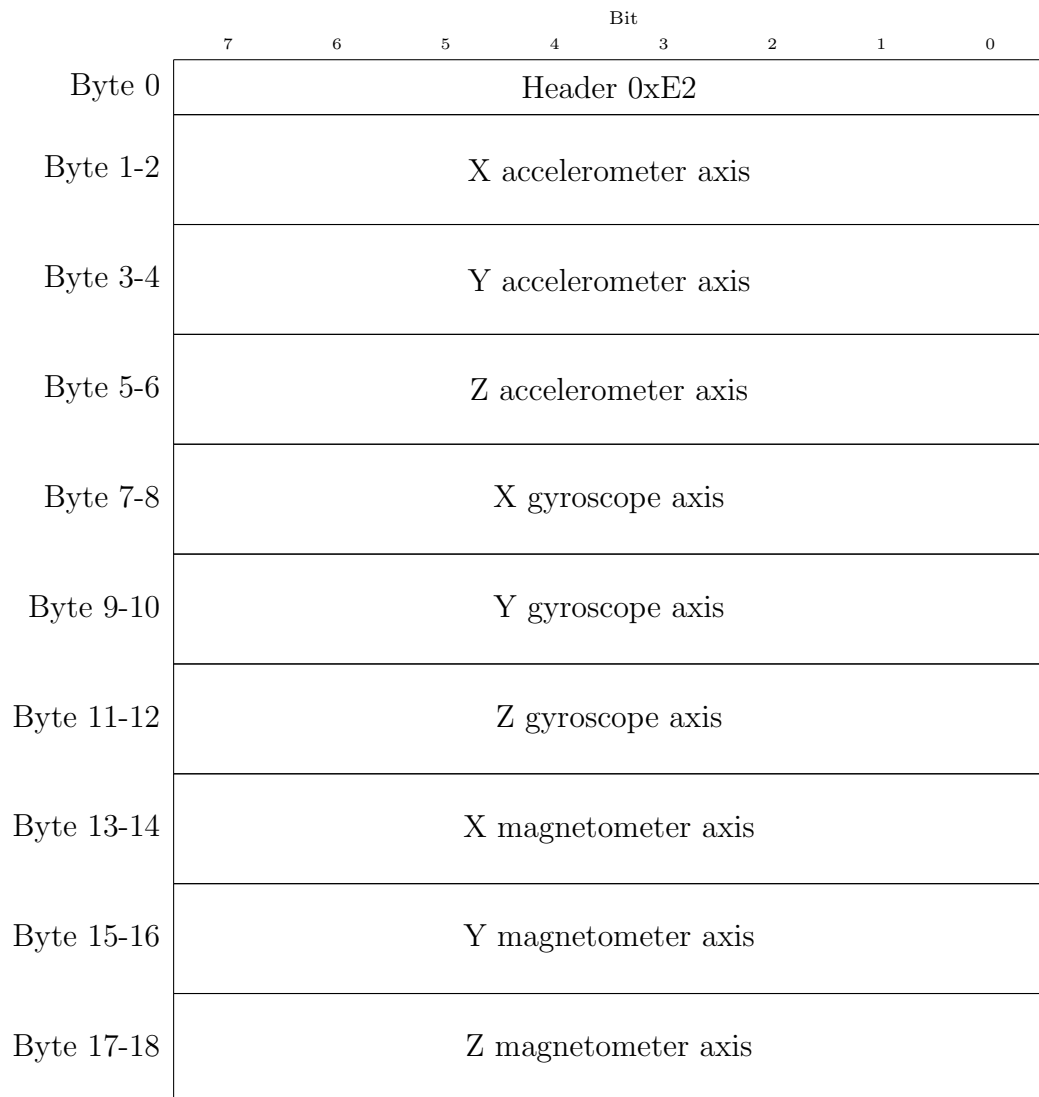 Bit
7 6 5 4 3 2 1 0
Byte 0 Header 0xE2
Byte 1-2 X accelerometer axis
Byte 3-4 Y accelerometer axis
Byte 5-6 Z accelerometer axis
Byte 7-8 X gyroscope axis
Byte 9-10 Y gyroscope axis
Byte 11-12 Z gyroscope axis
Byte 13-14 X magnetometer axis
Byte 15-16 Y magnetometer axis
Byte 17-18 Z magnetometer axis